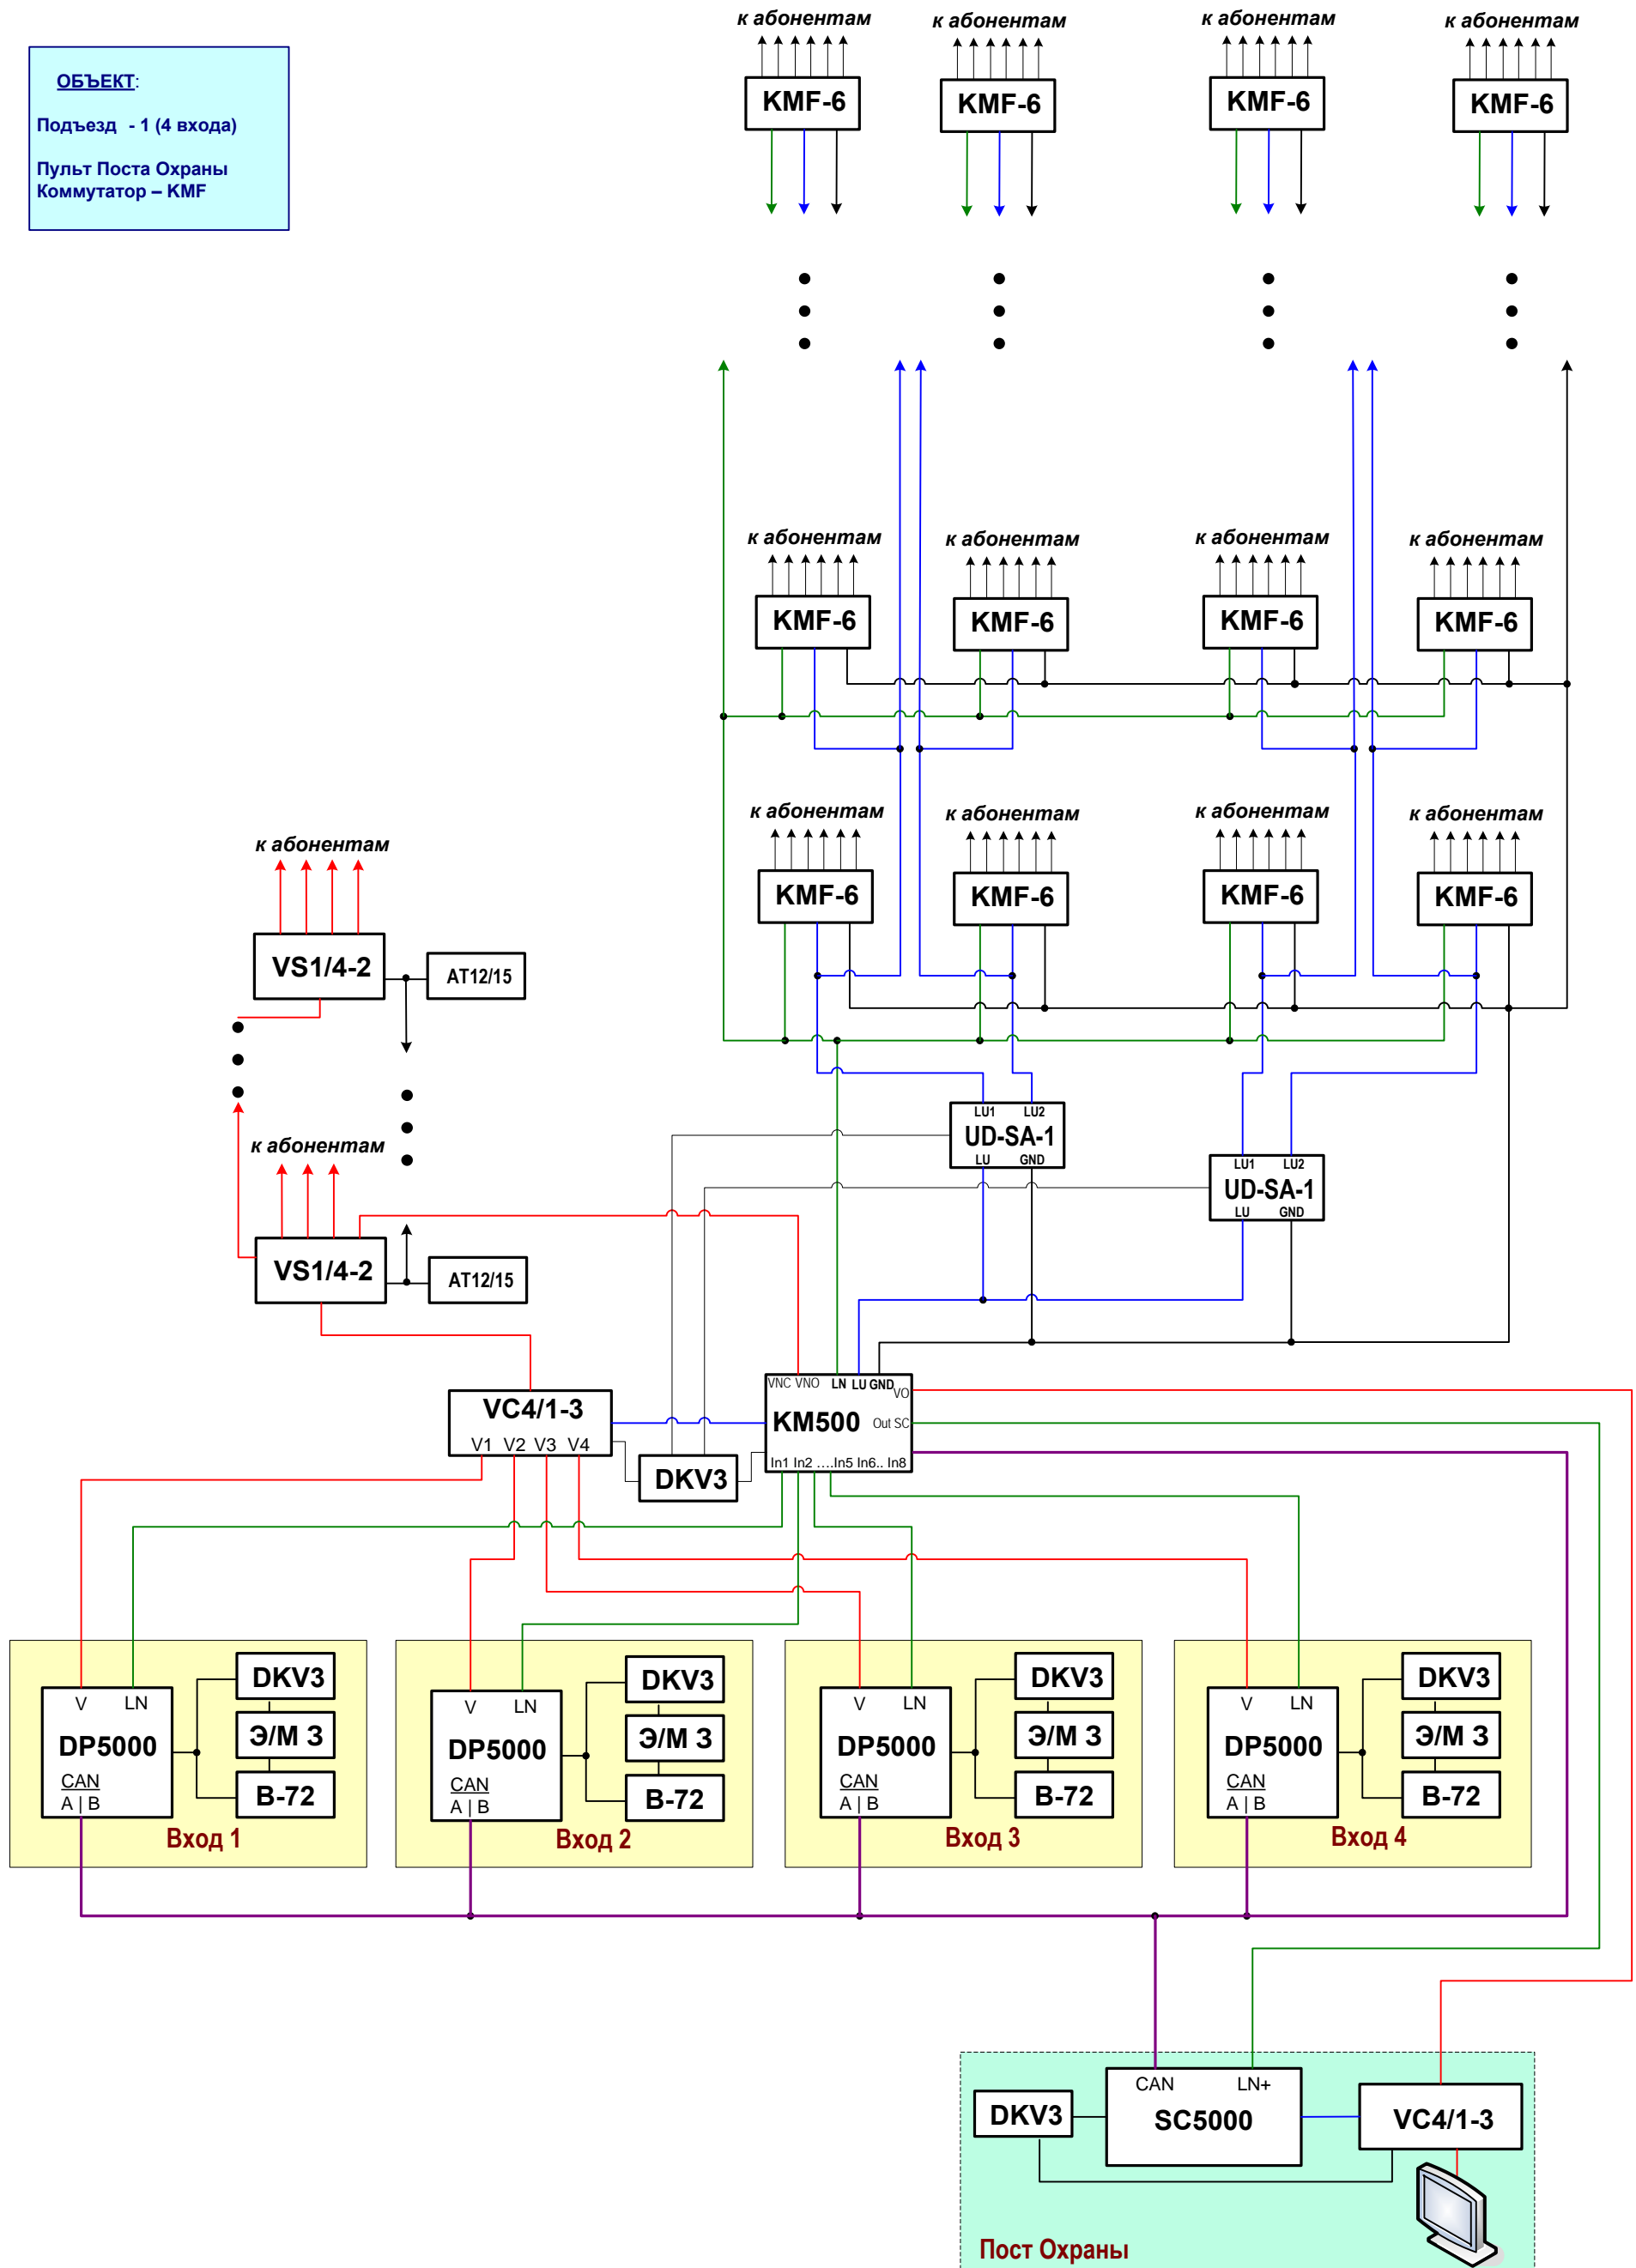 к абонентам к абонентам к абонентам к абонентам
ОБЪЕКТ:
KMF-6 KMF-6 KMF-6 KMF-6
Подъезд - 1 (4 входа)
Пульт Поста Охраны
Коммутатор – KMF
к абонентам к абонентам к абонентам к абонентам
KMF-6 KMF-6 KMF-6 KMF-6
к абонентам к абонентам к абонентам к абонентам
к абонентам
KMF-6 KMF-6 KMF-6 KMF-6
VS1/4-2 AT12/15
LU1 LU2
UD-SA-1
LU GND
к абонентам
LU1 LU2
UD-SA-1
LU GND
VS1/4-2 AT12/15
VNC VNO LN LU GND VO
VC4/1-3 KM500 Out SC
V1 V2 V3 V4
In1 In2 ....In5 In6.. In8
DKV3
DKV3 DKV3 DKV3 DKV3
V LN V LN V LN V LN
DP5000 Э/М З DP5000 Э/М З DP5000 Э/М З DP5000 Э/М З
CAN CAN CAN CAN
A | B B-72 A | B B-72 A | B B-72 A | B B-72
Вход 1 Вход 2 Вход 3 Вход 4
CAN LN+
DKV3 SC5000 VC4/1-3
Пост Охраны